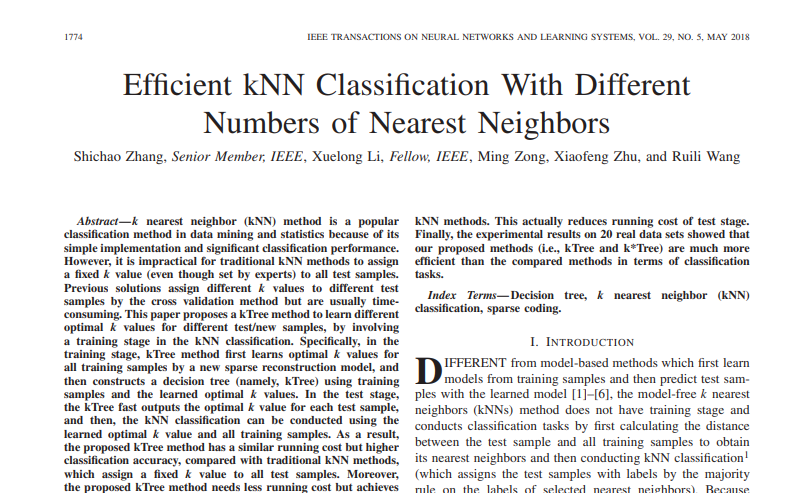 1774
IEEE TRANSACTIONS ON NEURAL NETWORKS AND LEARNING SYSTEMS, VOL. 29, NO. 5, MAY 2018
Efficient kNN Classification With Different
Numbers of Nearest Neighbors
Shichao Zhang, Senior Member, IEEE, Xuelong Li, Fellow, IEEE, Ming Zong, Xiaofeng Zhu, and Ruili Wang
Abstract—k nearest neighbor (kNN) method is a popular
classification method in data mining and statistics because of its
simple implementation and significant classification performance.
However, it is impractical for traditional kNN methods to assign
a fixed k value (even though set by experts) to all test samples.
Previous solutions assign different k values to different test
samples by the cross validation method but are usually time-
consuming. This paper proposes a kTree method to learn different
optimal k values for different test/new samples, by involving
a training stage in the kNN classification. Specifically, in the
training stage, kTree method first learns optimal k values for
all training samples by a new sparse reconstruction model, and
then constructs a decision tree (namely, kTree) using training
samples and the learned optimal k values. In the test stage,
the kTree fast outputs the optimal k value for each test sample,
and then, the kNN classification can be conducted using the
learned optimal k value and all training samples. As a result,
the proposed kTree method has a similar running cost but higher
classification accuracy, compared with traditional kNN methods,
which assign a fixed k value to all test samples. Moreover,
the proposed kTree method needs less running cost but achieves
kNN methods. This actually reduces running cost of test stage.
Finally, the experimental results on 20 real data sets showed that
our proposed methods (i.e., kTree and k*Tree) are much more
efficient than the compared methods in terms of classification
tasks.
Index Terms—Decision tree, k nearest neighbor (kNN)
classification, sparse coding.
I. INTRODUCTION
DIFFERENT from model-based methods which first learn
models from training samples and then predict test sam-
ples with the learned model [1]–[6], the model-free k nearest
neighbors (kNNs) method does not have training stage and
conducts classification tasks by first calculating the distance
between the test sample and all training samples to obtain
its nearest neighbors and then conducting kNN classification1
(which assigns the test samples with labels by the majority
rule on the labels of selected nearest neighbors). Because